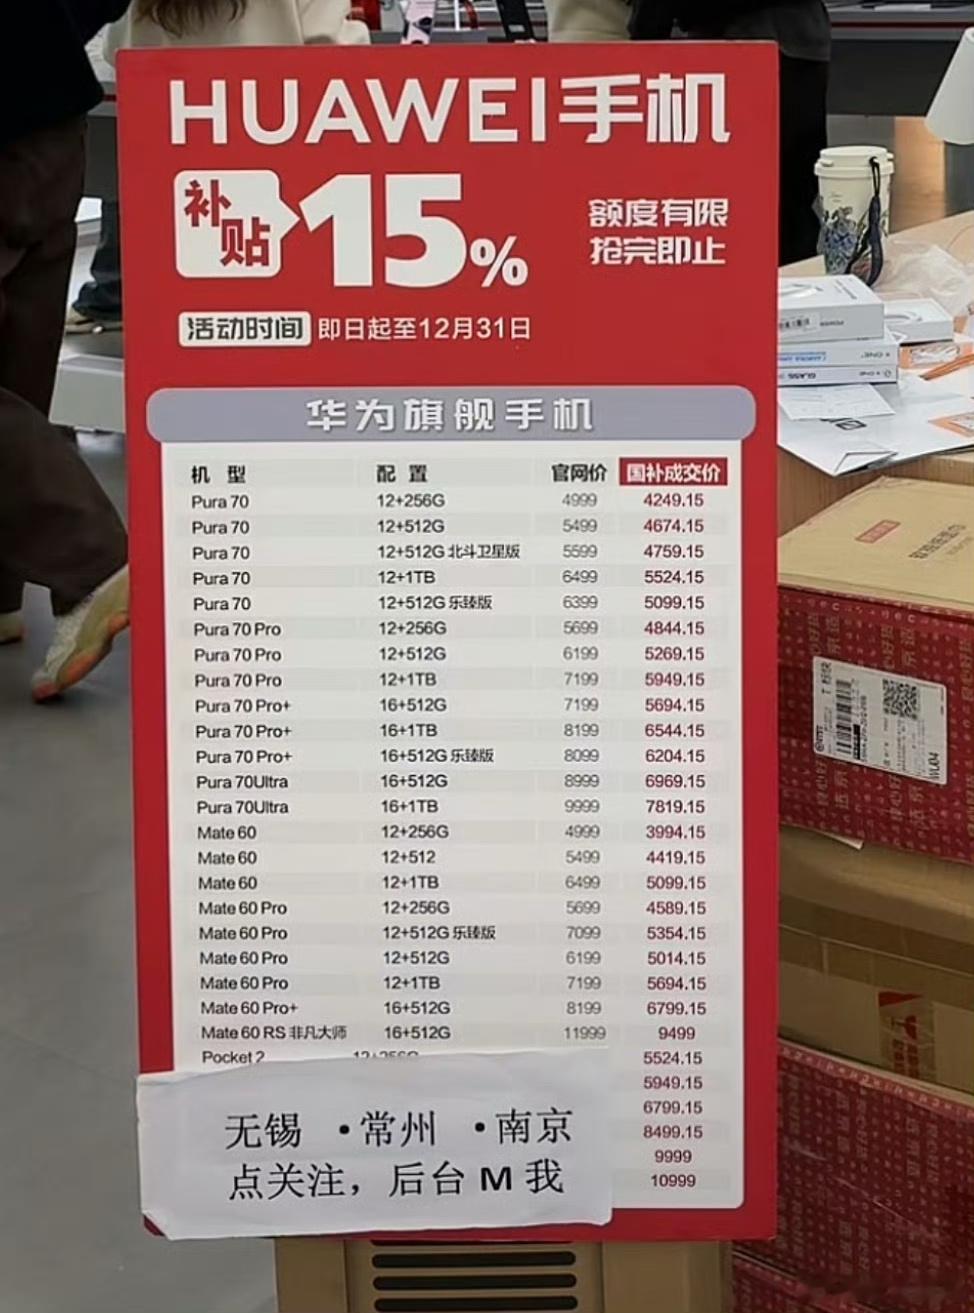 HUAWEI手机
补贴 15% 额度有限
抢完即止
活动时间 即日起至12月31日
华为旗舰手机
机型 配置 官网价 国补成交价
Pura 70 12+256G 4999 4249.15
Pura 70 12+512G 5499 4674.15
Pura 70 12+512G 北斗卫星版 5599 4759.15
Pura 70 12+1TB 6499 5524.15
Pura 70 12+512G 乐臻版 6399 5099.15
Pura 70 Pro 12+256G 5699 4844.15
Pura 70 Pro 12+512G 6199 5269.15
Pura 70 Pro 12+1TB 7199 5949.15
Pura 70 Pro+ 16+512G 7199 5694.15
Pura 70 Pro+ 16+1TB 8199 6544.15
Pura 70 Pro+ 16+512G 乐臻版 8099 6204.15
Pura 70Ultra 16+512G 8999 6969.15
Pura 70Ultra 16+1TB 9999 7819.15
Mate 60 12+256G 4999 3994.15
Mate 60 12+512 5499 4419.15
Mate 60 12+1TB 6499 5099.15
Mate 60 Pro 12+256G 5699 4589.15
Mate 60 Pro 12+512G 乐臻版 7099 5354.15
Mate 60 Pro 12+512G 6199 5014.15
Mate 60 Pro 12+1TB 7199 5694.15
Mate 60 Pro+ 16+512G 8199 6799.15
Mate 60 RS 非凡大师 16+512G 11999 9499
Pocket 2 12+256G 5524.15
5949.15
6799.15
8499.15
9999
10999
无锡 ·常州 ·南京
点关注，后台 M 我